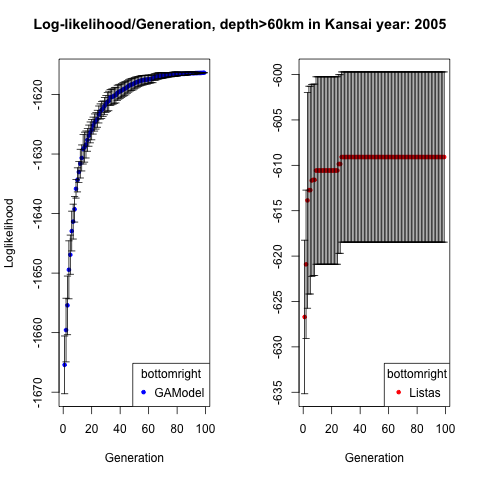 Log-likelihood/Generation, depth>60km in Kansai year: 2005
Loglikelihood
-1620
-1630
-1640
-1650
-1660
-1670
bottomright
GAModel
0 20 40 60 80 100
Generation
-600
-605
-610
-615
-620
-625
-630
-635
bottomright
Listas
0 20 40 60 80 100
Generation